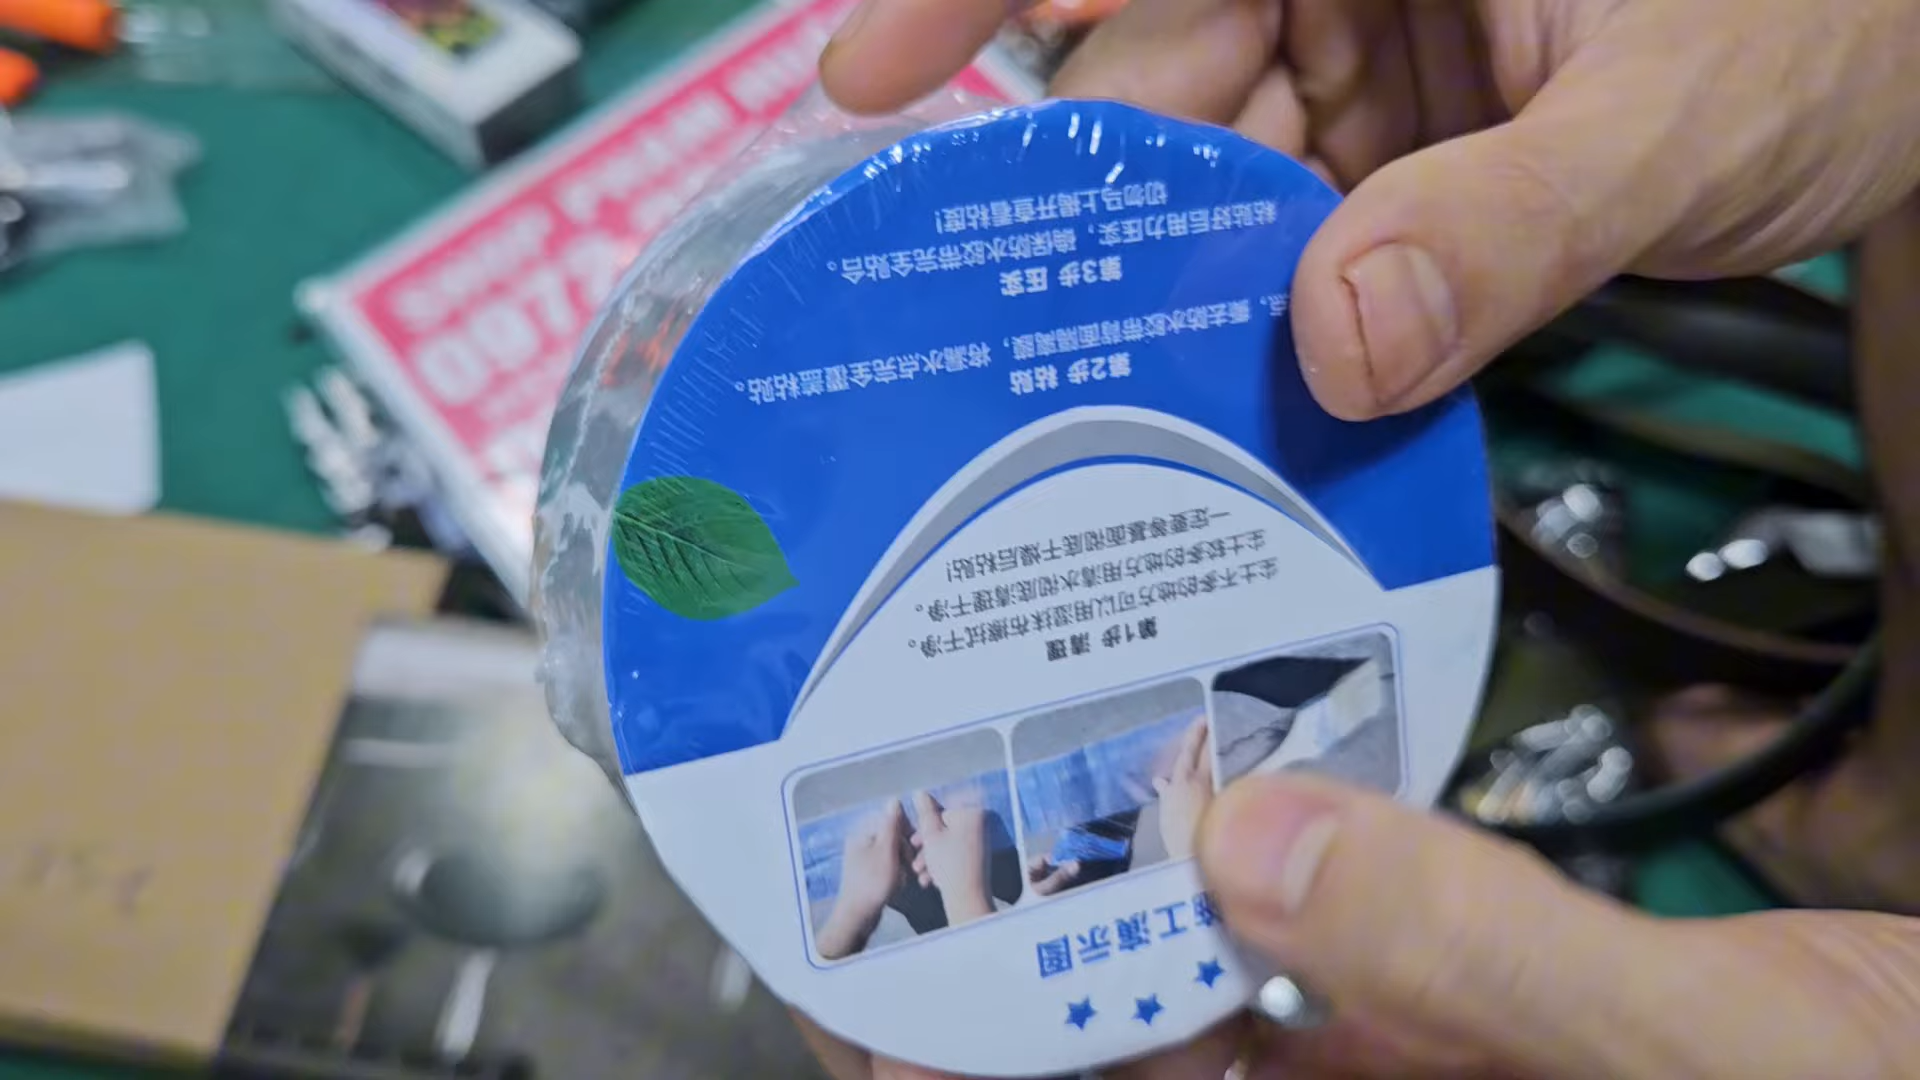 施工演示图
第1步 清理
尘土不多的地方可以用湿抹布擦拭干净。
尘土较多的地方用清水彻底清理干净。
一定要等基面彻底干燥后粘贴!
第2步 粘贴
撕去防水胶带背面隔离膜，将漏水点完全覆盖粘贴。
第3步 压实
粘贴好后用力压实，确保防水胶带完全贴合。
切勿马上揭开查看粘度!